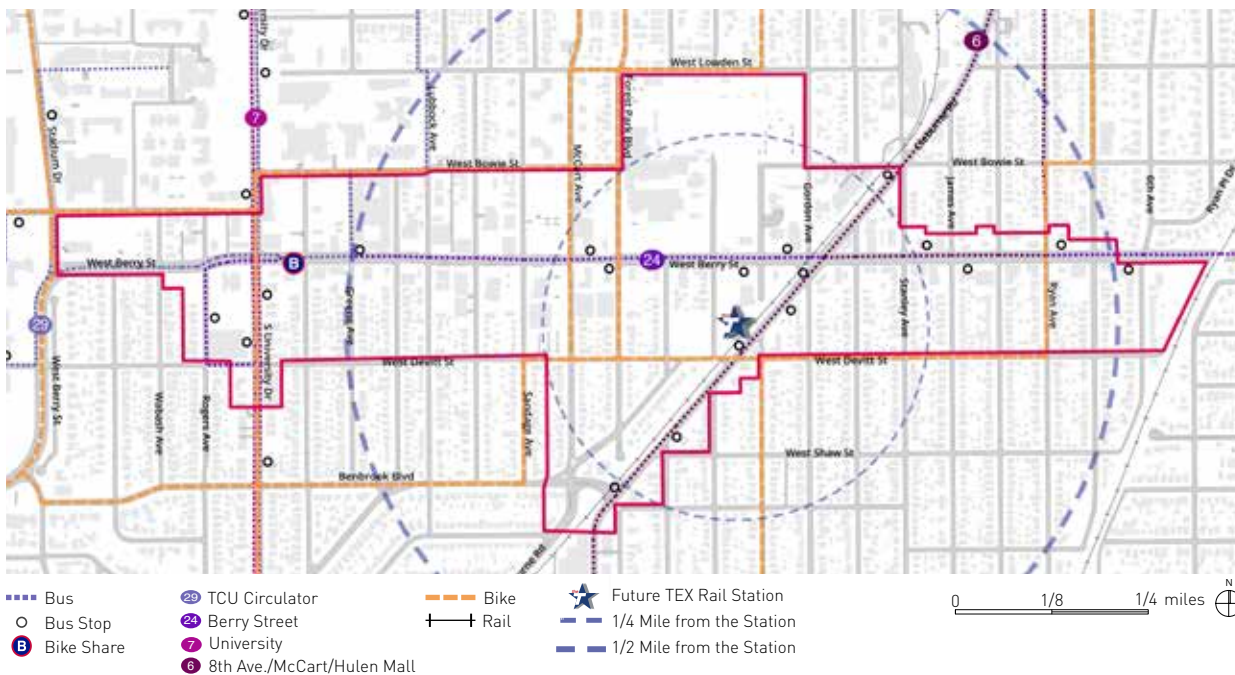 6
West Lowden St
Forest Park Blvd
Lubbock Ave
7
Stadium Dr
McCart Ave
West Bowie St
West Bowie St
Gordon Ave
James Ave
6th Ave
Ryan Pl Dr
West Berry St
B
24
West Berry St
Greene Ave
Stanley Ave
Ryan Ave
29
S University Dr
West Devitt St
West Devitt St
West Berry St
Wabash Ave
Rogers Ave
Sandage Ave
West Shaw St
Benbrook Blvd
Bus
Bus Stop
B Bike Share
29 TCU Circulator
24 Berry Street
7 University
6 8th Ave./McCart/Hulen Mall
Bike
Rail
Future TEX Rail Station
1/4 Mile from the Station
1/2 Mile from the Station
0 1/8 1/4 miles
N